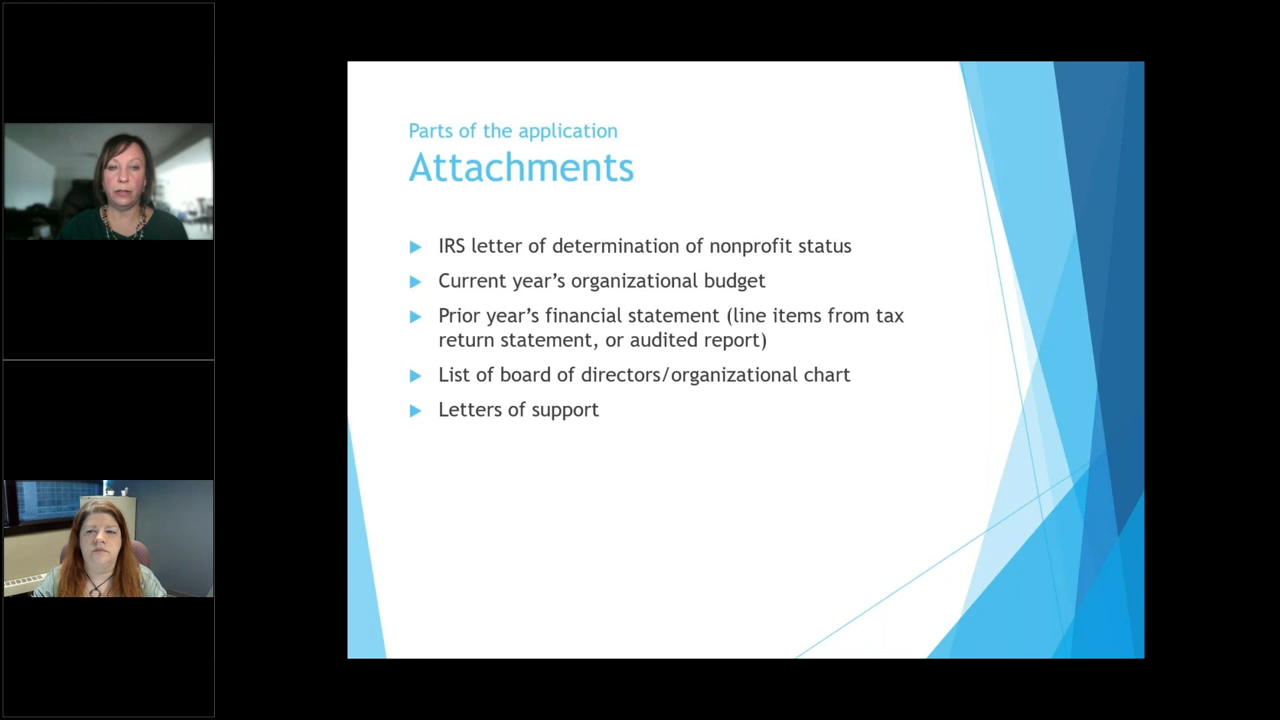 Parts of the application
Attachments
IRS letter of determination of nonprofit status
Current year’s organizational budget
Prior year’s financial statement (line items from tax
return statement, or audited report)
List of board of directors/organizational chart
Letters of support